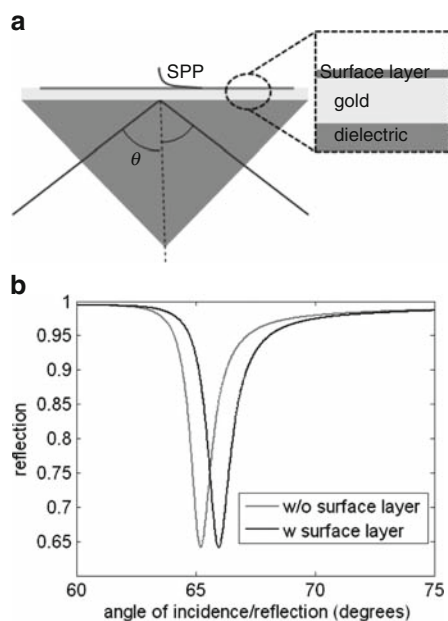 a
SPP
θ
Surface layer
gold
dielectric
b
1
0.95
0.9
0.85
0.8
0.75
0.7
0.65
reflection
w/o surface layer
w surface layer
60
65
70
75
angle of incidence/reflection (degrees)